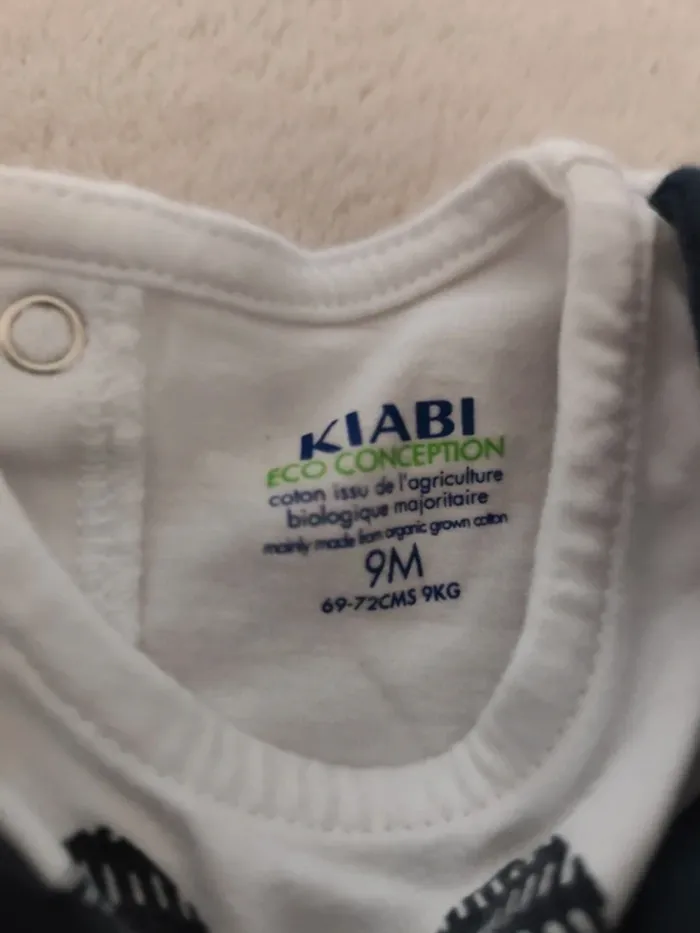 KIABI
ECO CONCEPTION
coton issu de l'agriculture
biologique majoritaire
mainly made from organic grown cotton
9M
69-72CMS 9KG